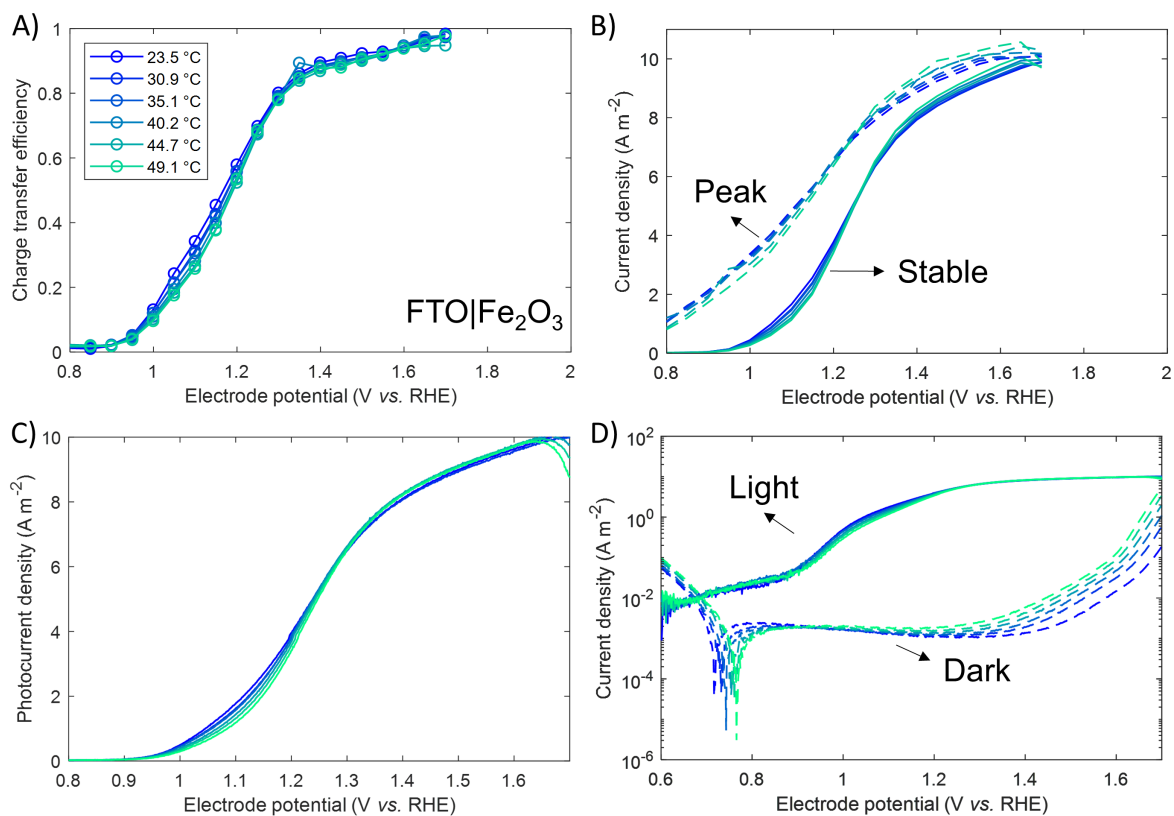 A)
1
0.8
0.6
0.4
0.2
0
Charge transfer efficiency
23.5 °C
30.9 °C
35.1 °C
40.2 °C
44.7 °C
49.1 °C
FTO|Fe₂O₃
0.8 1 1.2 1.4 1.6 1.8 2
Electrode potential (V vs. RHE)
B)
10
8
6
4
2
0
Current density (A m⁻²)
Peak
Stable
0.8 1 1.2 1.4 1.6 1.8 2
Electrode potential (V vs. RHE)
C)
10
8
6
4
2
0
Photocurrent density (A m⁻²)
0.8 0.9 1 1.1 1.2 1.3 1.4 1.5 1.6
Electrode potential (V vs. RHE)
D)
10²
10⁰
10⁻²
10⁻⁴
10⁻⁶
Current density (A m⁻²)
Light
Dark
0.6 0.8 1 1.2 1.4 1.6
Electrode potential (V vs. RHE)